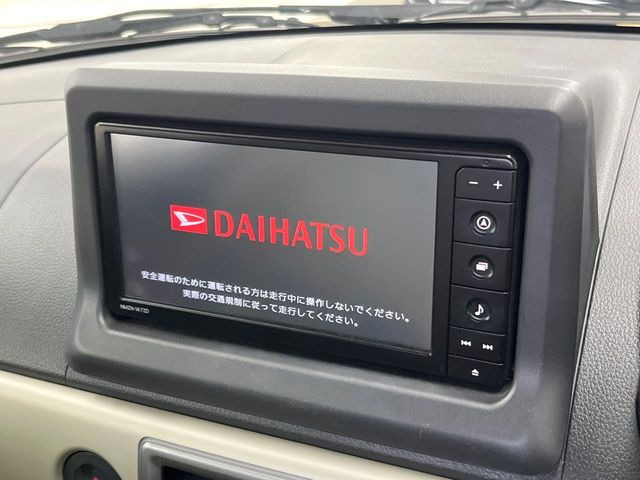 DAIHATSU
安全運転のために運転される方は走行中に操作しないでください。
実際の交通規制に従って走行してください。
NMZN-W72D